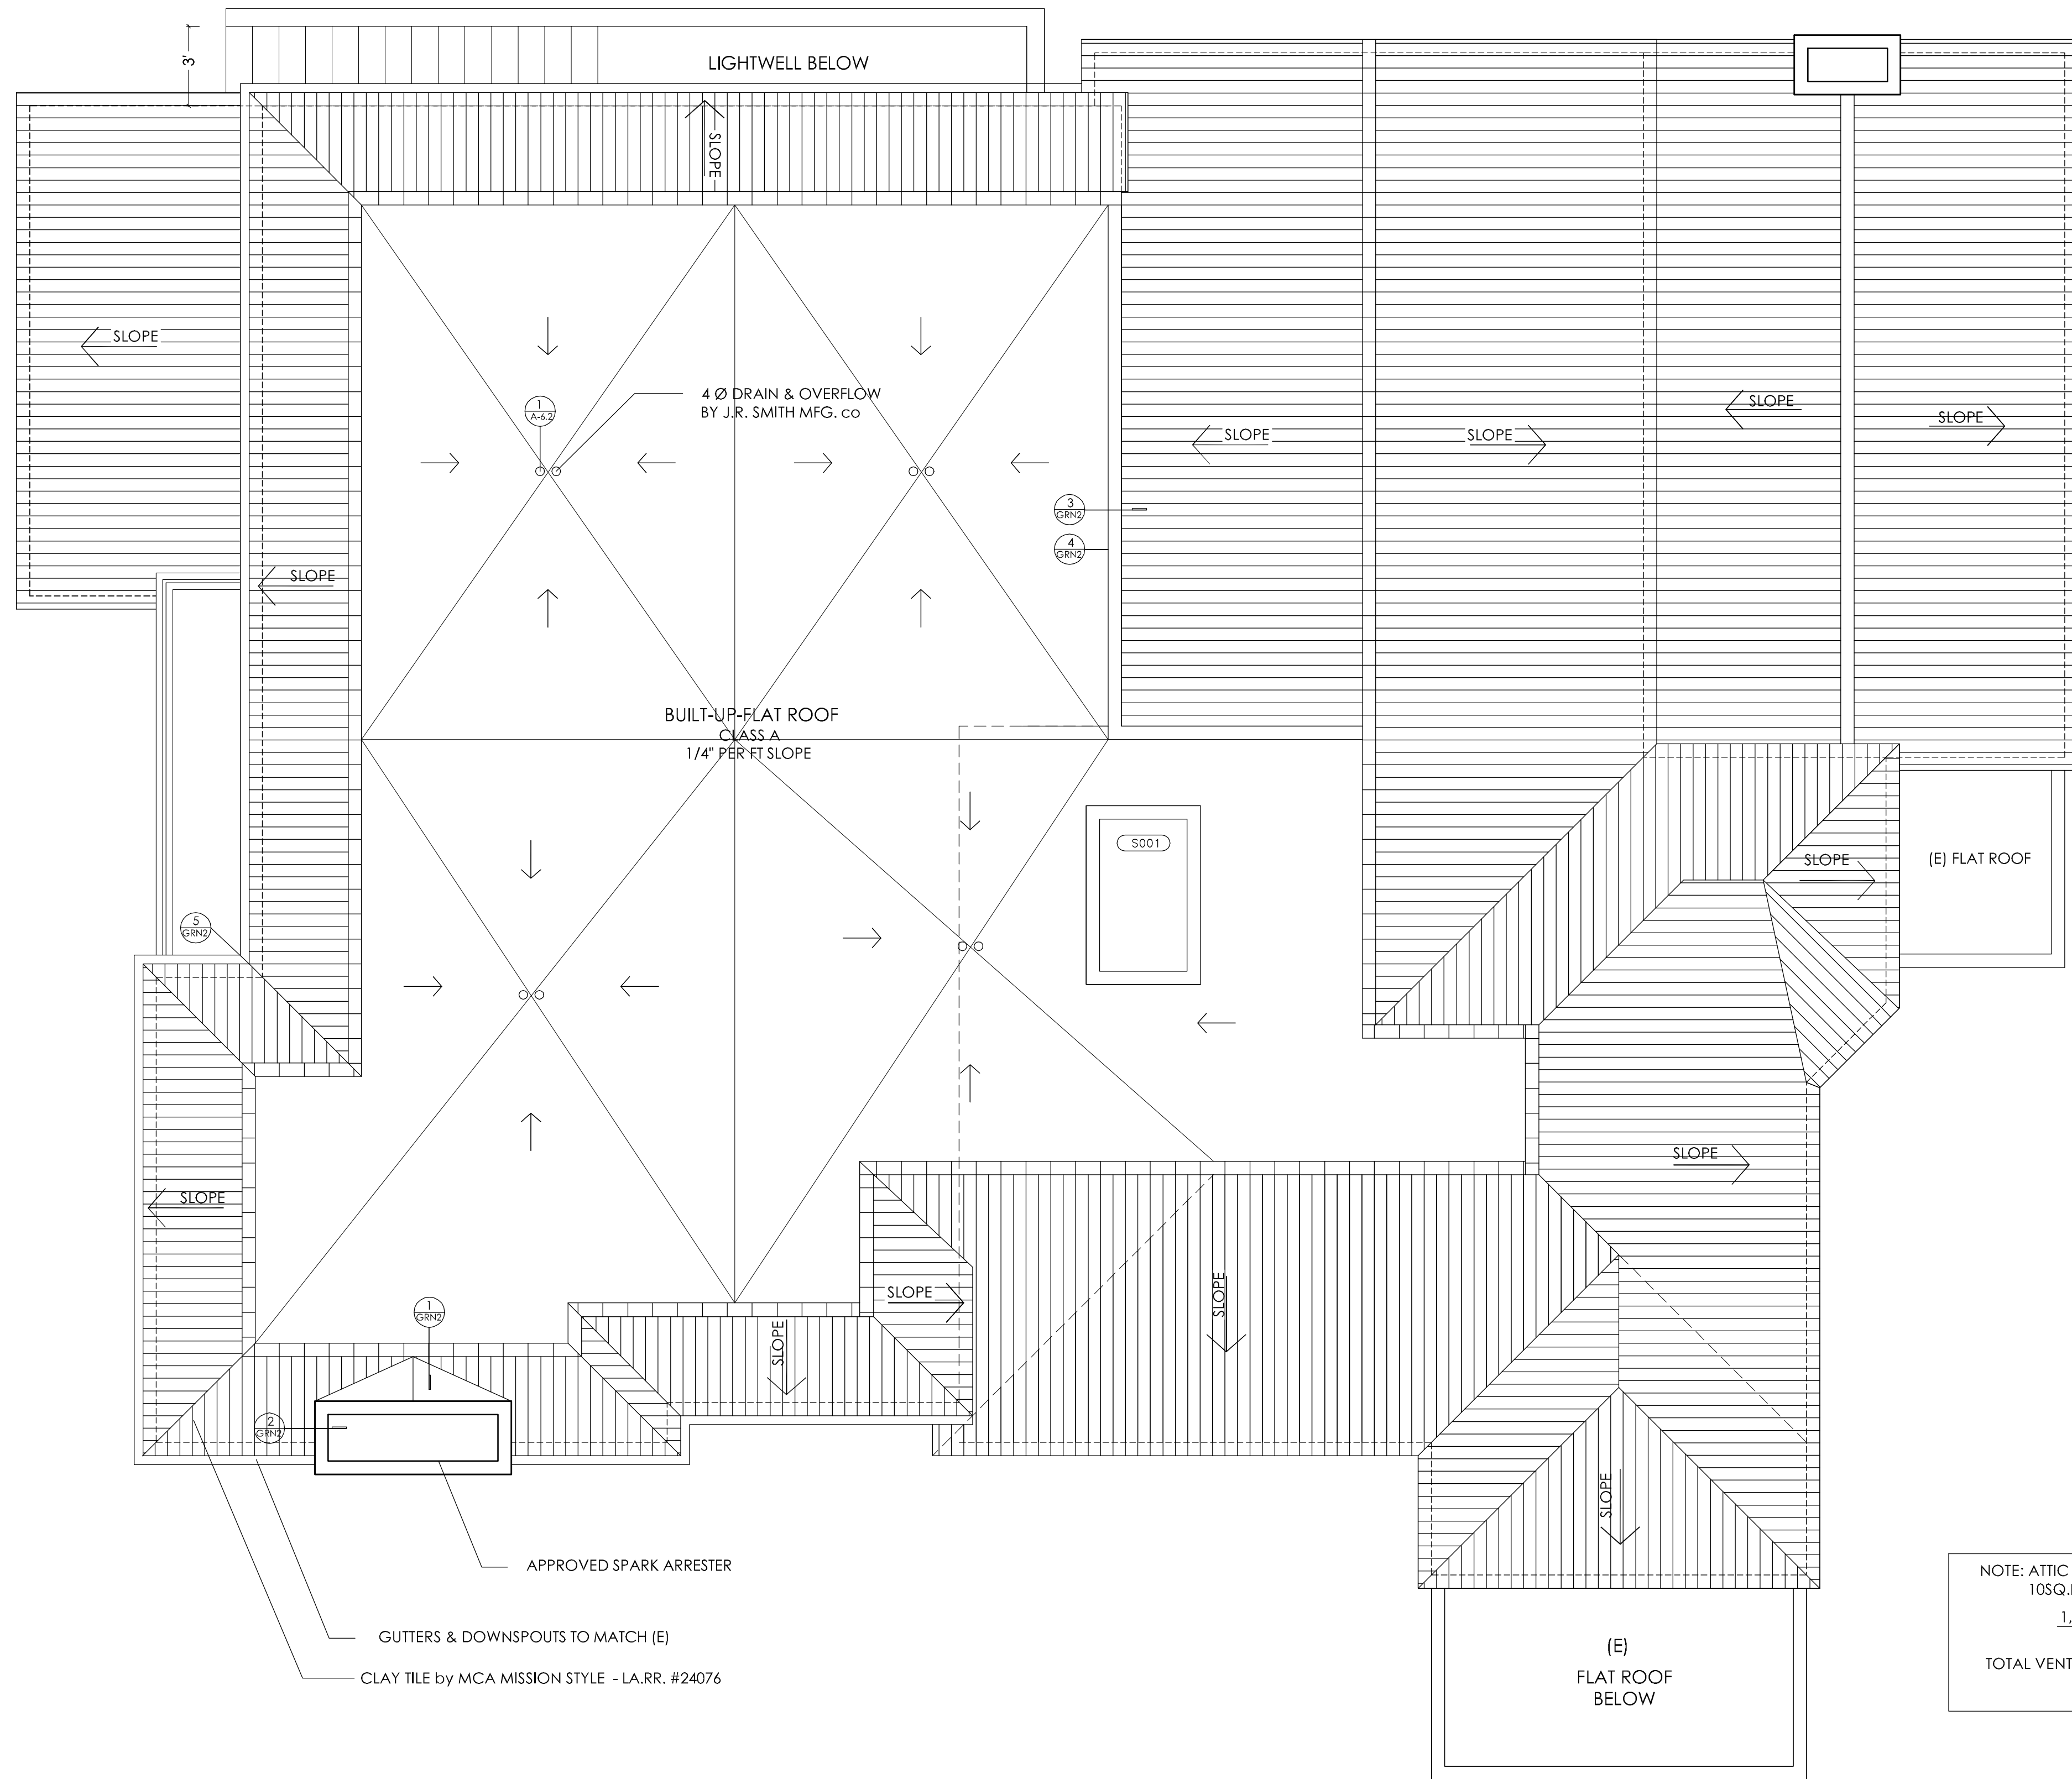 3'
LIGHTWELL BELOW
SLOPE
SLOPE
4 Ø DRAIN & OVERFLOW
BY J.R. SMITH MFG. co
1
A-6.2
SLOPE
SLOPE
SLOPE
SLOPE
3
GRN2
4
GRN2
SLOPE
BUILT-UP-FLAT ROOF
CLASS A
1/4" PER FT SLOPE
S001
SLOPE
(E) FLAT ROOF
5
GRN2
SLOPE
SLOPE
SLOPE
SLOPE
SLOPE
1
GRN2
2
GRN2
SLOPE
APPROVED SPARK ARRESTER
GUTTERS & DOWNSPOUTS TO MATCH (E)
CLAY TILE by MCA MISSION STYLE - LA.RR. #24076
(E)
FLAT ROOF
BELOW
NOTE: ATTIC
10SQ.
1,
TOTAL VENT